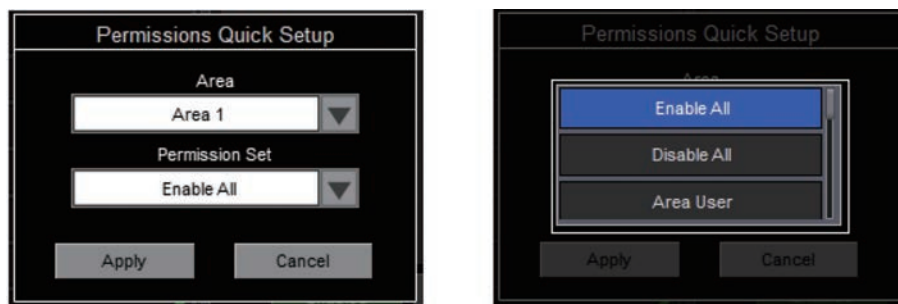 Permissions Quick Setup
Area
Area 1
Permission Set
Enable All
Apply
Cancel
Permissions Quick Setup
Area
Enable All
Disable All
Area User
Apply
Cancel